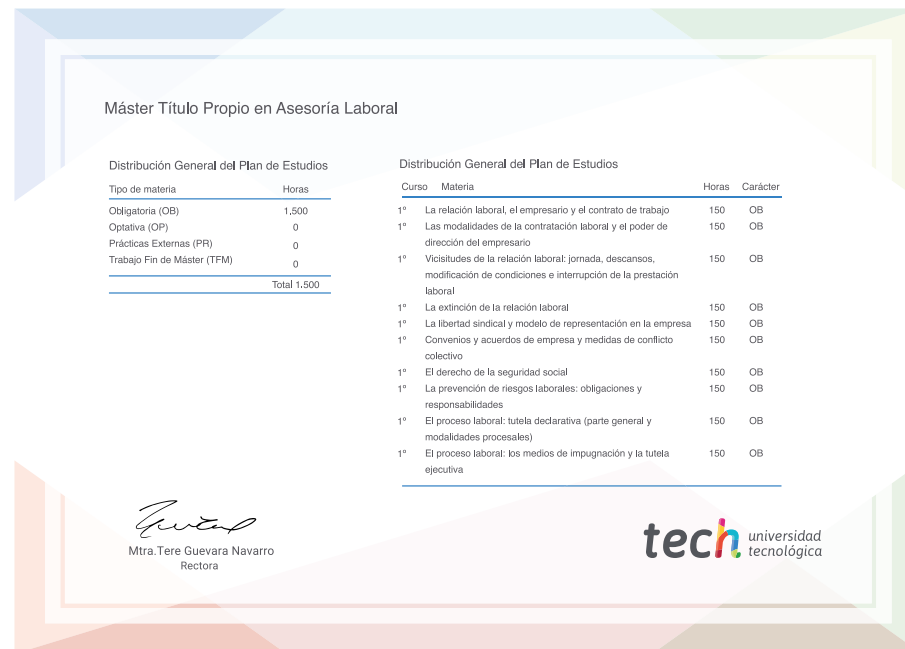 Máster Título Propio en Asesoría Laboral
Distribución General del Plan de Estudios
Tipo de materia Horas
Obligatoria (OB) 1,500
Optativa (OP) 0
Prácticas Externas (PR) 0
Trabajo Fin de Máster (TFM) 0
Total 1.500
Distribución General del Plan de Estudios
Curso Materia Horas Carácter
1º La relación laboral, el empresario y el contrato de trabajo 150 OB
1º Las modalidades de la contratación laboral y el poder de 150 OB
dirección del empresario
1º Vicisitudes de la relación laboral: jornada, descansos, 150 OB
modificación de condiciones e interrupción de la prestación
laboral
1º La extinción de la relación laboral 150 OB
1º La libertad sindical y modelo de representación en la empresa 150 OB
1º Convenios y acuerdos de empresa y medidas de conflicto 150 OB
colectivo
1º El derecho de la seguridad social 150 OB
1º La prevención de riesgos laborales: obligaciones y 150 OB
responsabilidades
1º El proceso laboral: tutela declarativa (parte general y 150 OB
modalidades procesales)
1º El proceso laboral: los medios de impugnación y la tutela 150 OB
ejecutiva
Mtra.Tere Guevara Navarro
Rectora
tech universidad
tecnológica